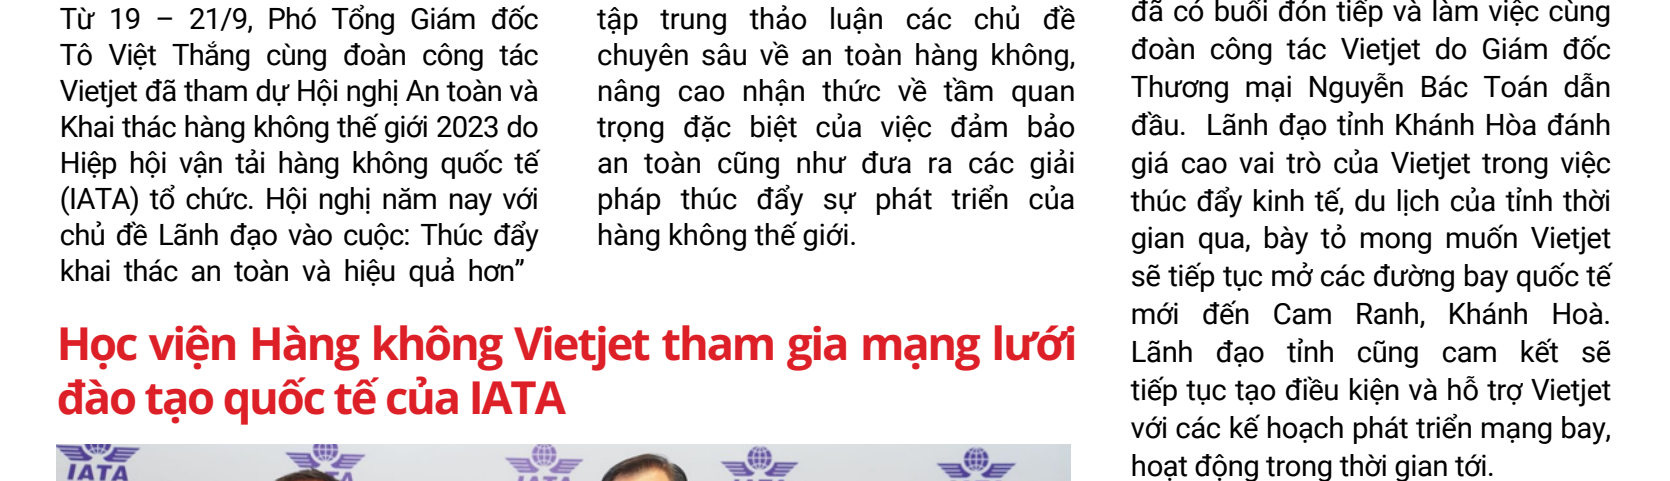 Từ 19 – 21/9, Phó Tổng Giám đốc
Tô Việt Thắng cùng đoàn công tác
Vietjet đã tham dự Hội nghị An toàn và
Khai thác hàng không thế giới 2023 do
Hiệp hội vận tải hàng không quốc tế
(IATA) tổ chức. Hội nghị năm nay với
chủ đề Lãnh đạo vào cuộc: Thúc đẩy
khai thác an toàn và hiệu quả hơn”
tập trung thảo luận các chủ đề
chuyên sâu về an toàn hàng không,
nâng cao nhận thức về tầm quan
trọng đặc biệt của việc đảm bảo
an toàn cũng như đưa ra các giải
pháp thúc đẩy sự phát triển của
hàng không thế giới.
Học viện Hàng không Vietjet tham gia mạng lưới
đào tạo quốc tế của IATA
IATA
IATA
IATA
đã có buổi đón tiếp và làm việc cùng
đoàn công tác Vietjet do Giám đốc
Thương mại Nguyễn Bác Toán dẫn
đầu. Lãnh đạo tỉnh Khánh Hòa đánh
giá cao vai trò của Vietjet trong việc
thúc đẩy kinh tế, du lịch của tỉnh thời
gian qua, bày tỏ mong muốn Vietjet
sẽ tiếp tục mở các đường bay quốc tế
mới đến Cam Ranh, Khánh Hoà.
Lãnh đạo tỉnh cũng cam kết sẽ
tiếp tục tạo điều kiện và hỗ trợ Vietjet
với các kế hoạch phát triển mạng bay,
hoạt động trong thời gian tới.